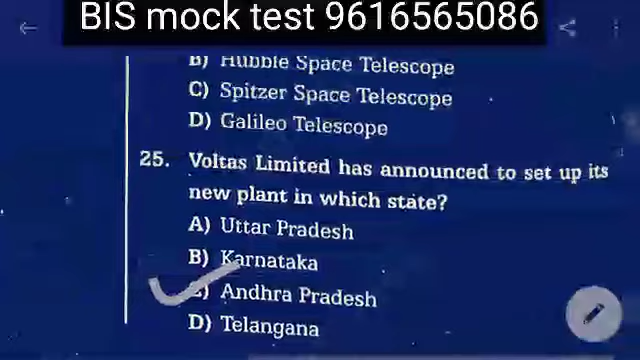 BIS mock test 9616565086
B) Hubble Space Telescope
C) Spitzer Space Telescope
D) Galileo Telescope
25. Voltas Limited has announced to set up its
new plant in which state?
A) Uttar Pradesh
B) Karnataka
C) Andhra Pradesh
D) Telangana